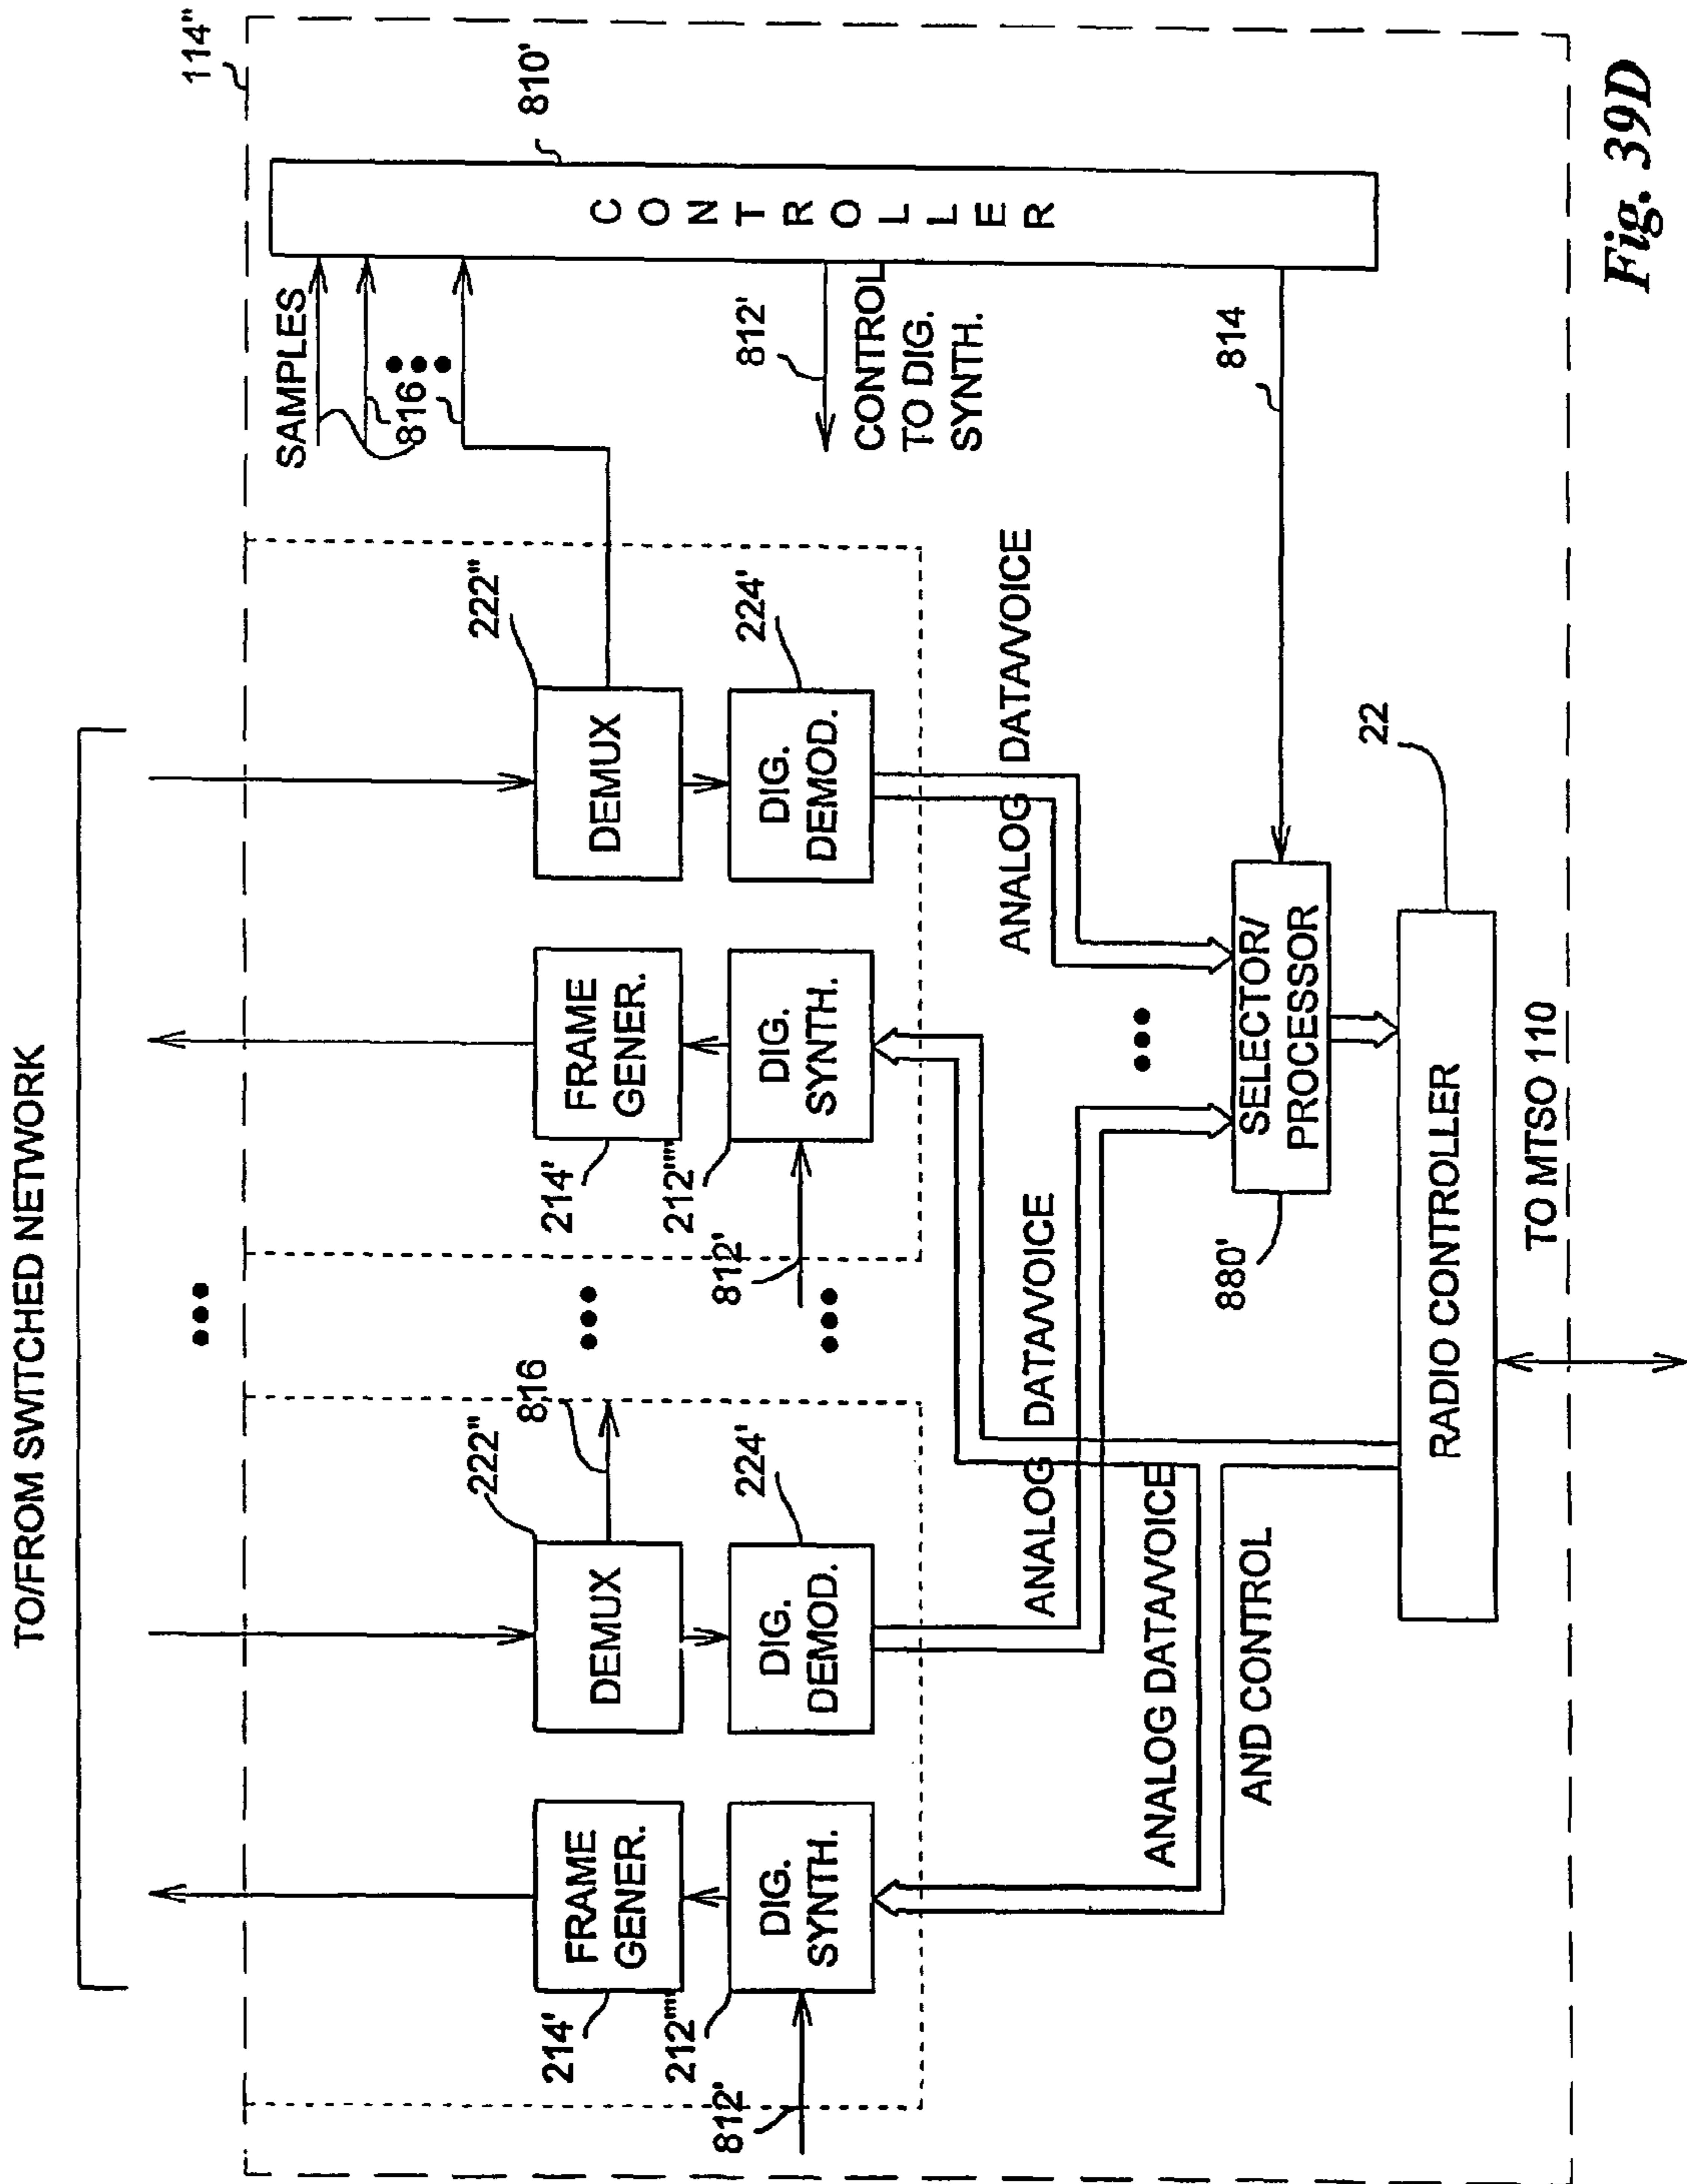 TO/FROM SWITCHED NETWORK
114"
FRAME
GENER.
214'
DIG.
SYNTH.
212""
812'
DEMUX
222"
816
DIG.
DEMOD.
224'
FRAME
GENER.
214'
DIG.
SYNTH.
212""
812'
DEMUX
222"
DIG.
DEMOD.
224'
SAMPLES
816
CONTROLLER
810'
812'
CONTROL
TO DIG.
SYNTH.
814
ANALOG DATA/VOICE
ANALOG DATA/VOICE
ANALOG DATA/VOICE
AND CONTROL
SELECTOR/
PROCESSOR
880'
RADIO CONTROLLER
22
TO MTSO 110
Fig. 39D